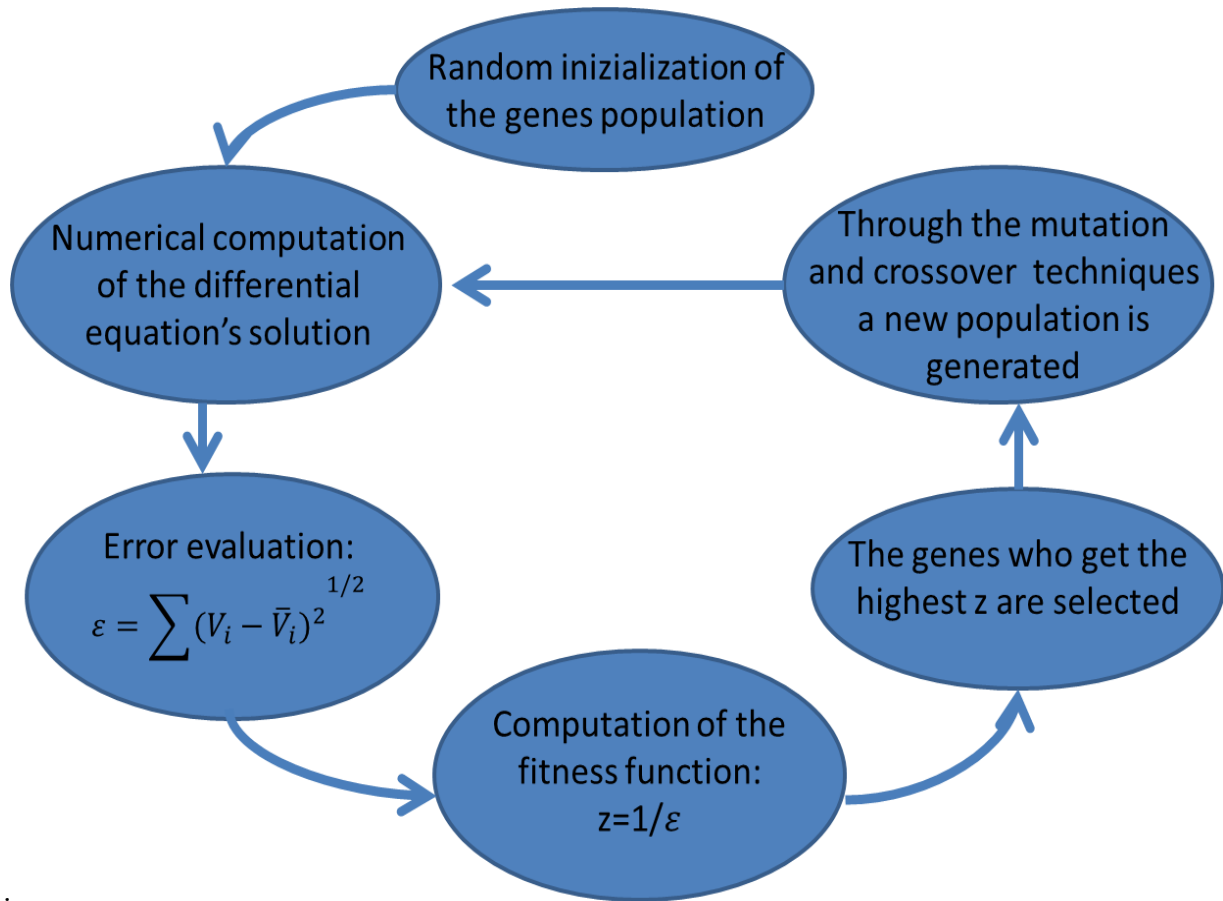 Random inizialization of
the genes population
Numerical computation
of the differential
equation’s solution
Through the mutation
and crossover techniques
a new population is
generated
Error evaluation:
ε = ∑(Vᵢ − V̄ᵢ)² ^1/2
The genes who get the
highest z are selected
Computation of the
fitness function:
z=1/ε
.